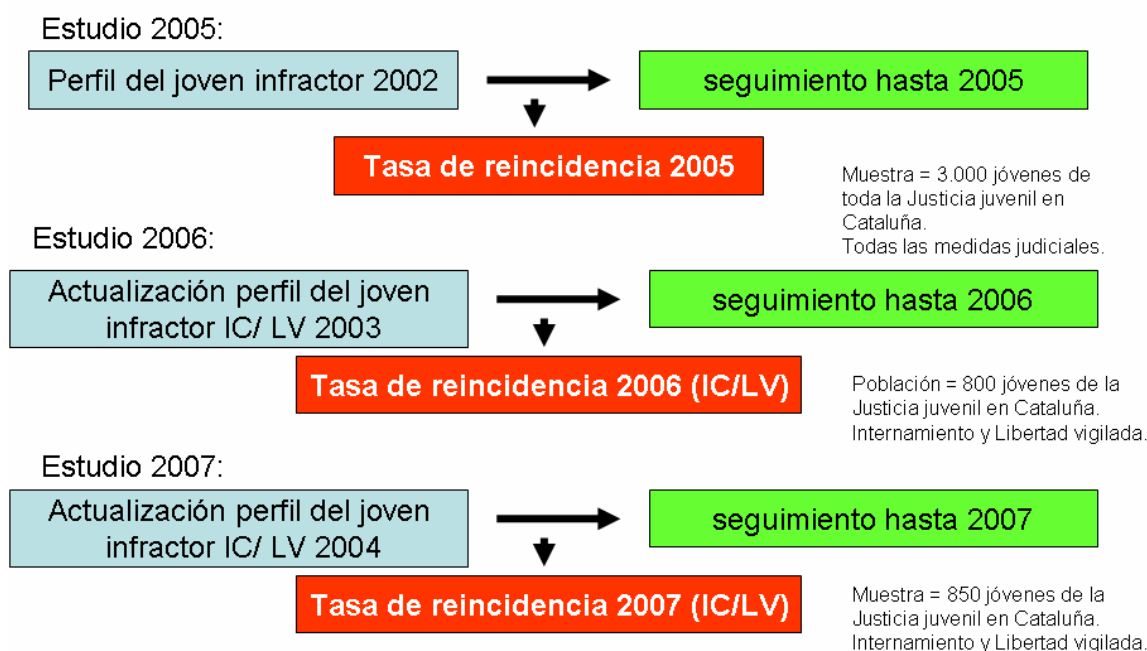 Estudio 2005:
Perfil del joven infractor 2002
seguimiento hasta 2005
Tasa de reincidencia 2005
Muestra = 3.000 jóvenes de
toda la Justicia juvenil en
Cataluña.
Todas las medidas judiciales.
Estudio 2006:
Actualización perfil del joven
infractor IC/ LV 2003
seguimiento hasta 2006
Tasa de reincidencia 2006 (IC/LV)
Población = 800 jóvenes de la
Justicia juvenil en Cataluña.
Internamiento y Libertad vigilada.
Estudio 2007:
Actualización perfil del joven
infractor IC/ LV 2004
seguimiento hasta 2007
Tasa de reincidencia 2007 (IC/LV)
Muestra = 850 jóvenes de la
Justicia juvenil en Cataluña.
Internamiento y Libertad vigilada.